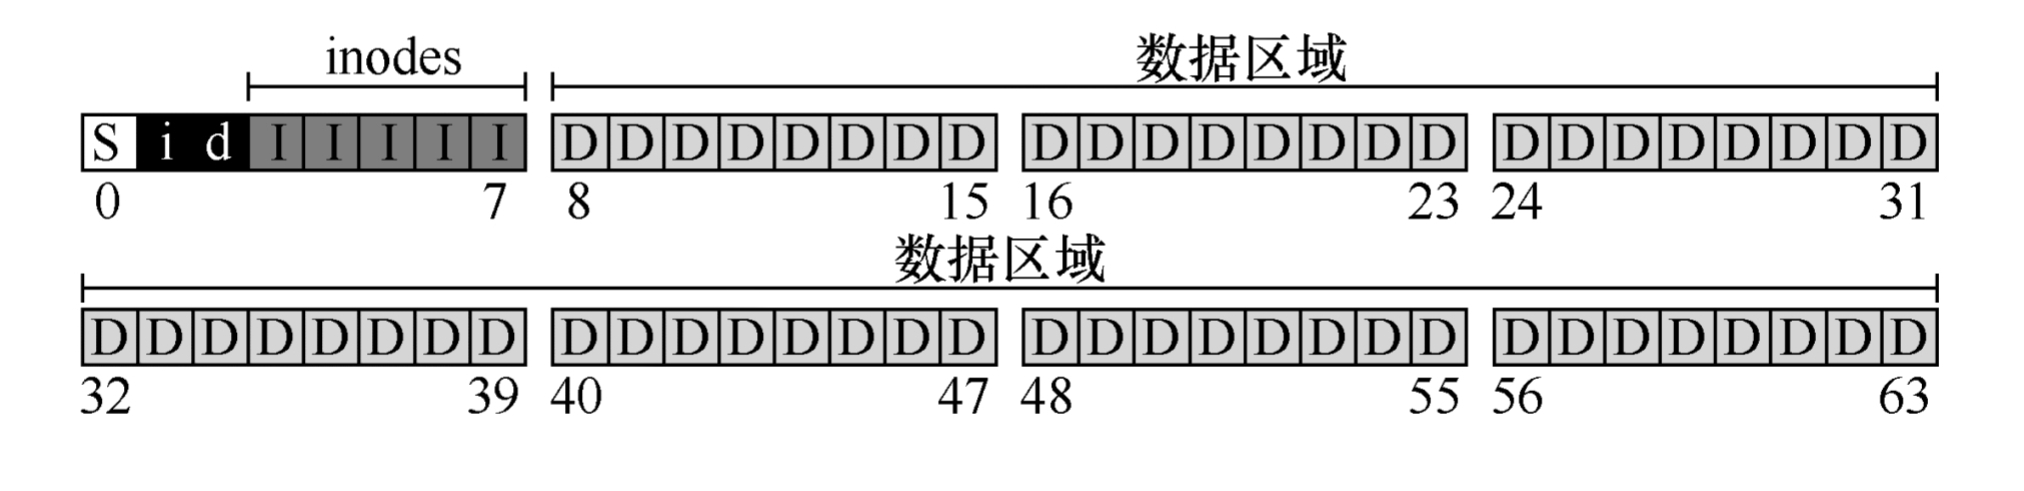 inodes 数据区域
S i d I I I I I D D D D D D D D D D D D D D D D D D D D D D D D
0 7 8 15 16 23 24 31
数据区域
D D D D D D D D D D D D D D D D D D D D D D D D D D D D D D D D
32 39 40 47 48 55 56 63